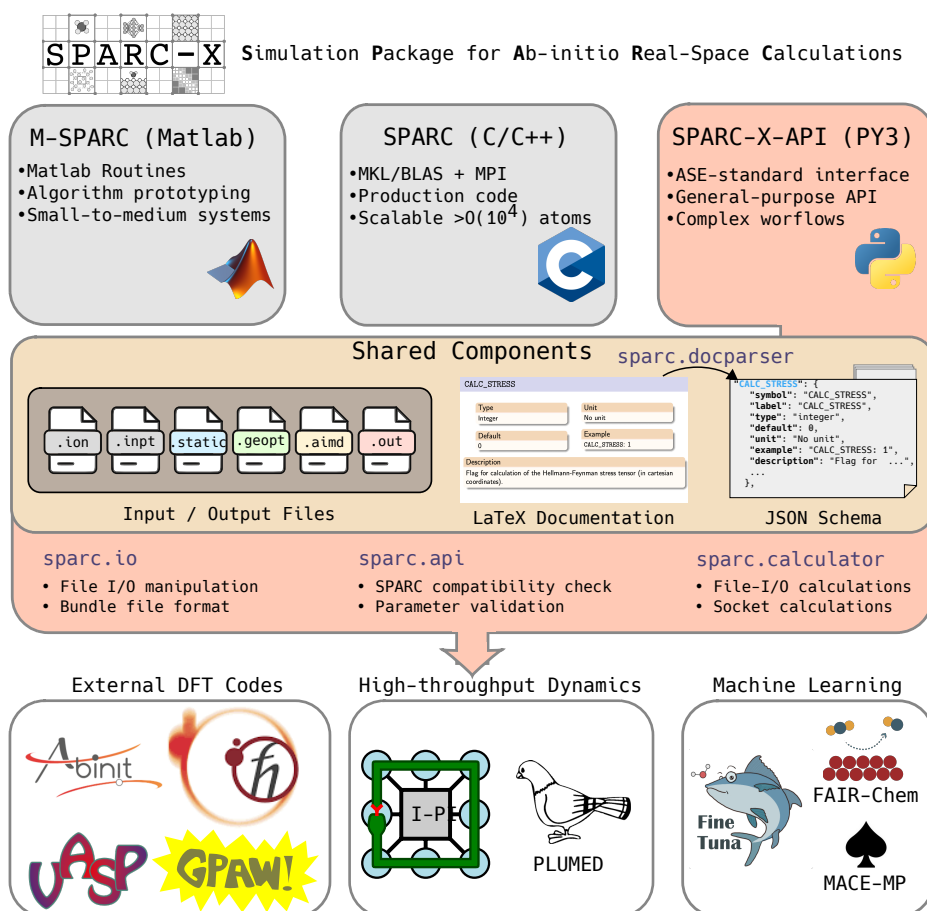 SPARC-X
Simulation Package for Ab-initio Real-Space Calculations
M-SPARC (Matlab)
•Matlab Routines
•Algorithm prototyping
•Small-to-medium systems
SPARC (C/C++)
•MKL/BLAS + MPI
•Production code
•Scalable >O(10^4) atoms
C
SPARC-X-API (PY3)
•ASE-standard interface
•General-purpose API
•Complex worflows
Shared Components
sparc.docparser
.ion
.inpt
.static
.geopt
.aimd
.out
Input / Output Files
CALC_STRESS
Type
Integer
Unit
No unit
Default
0
Example
CALC_STRESS: 1
Description
Flag for calculation of the Hellmann-Feynman stress tensor (in cartesian
coordinates).
LaTeX Documentation
"CALC_STRESS": {
"symbol": "CALC_STRESS",
"label": "CALC_STRESS",
"type": "integer",
"default": 0,
"unit": "No unit",
"example": "CALC_STRESS: 1",
"description": "Flag for ...",
...
},
JSON Schema
sparc.io
• File I/O manipulation
• Bundle file format
sparc.api
• SPARC compatibility check
• Parameter validation
sparc.calculator
• File-I/O calculations
• Socket calculations
External DFT Codes
Abinit
ħ
VASP
GPAW!
High-throughput Dynamics
I-PI
PLUMED
Machine Learning
Fine
Tuna
FAIR-Chem
MACE-MP